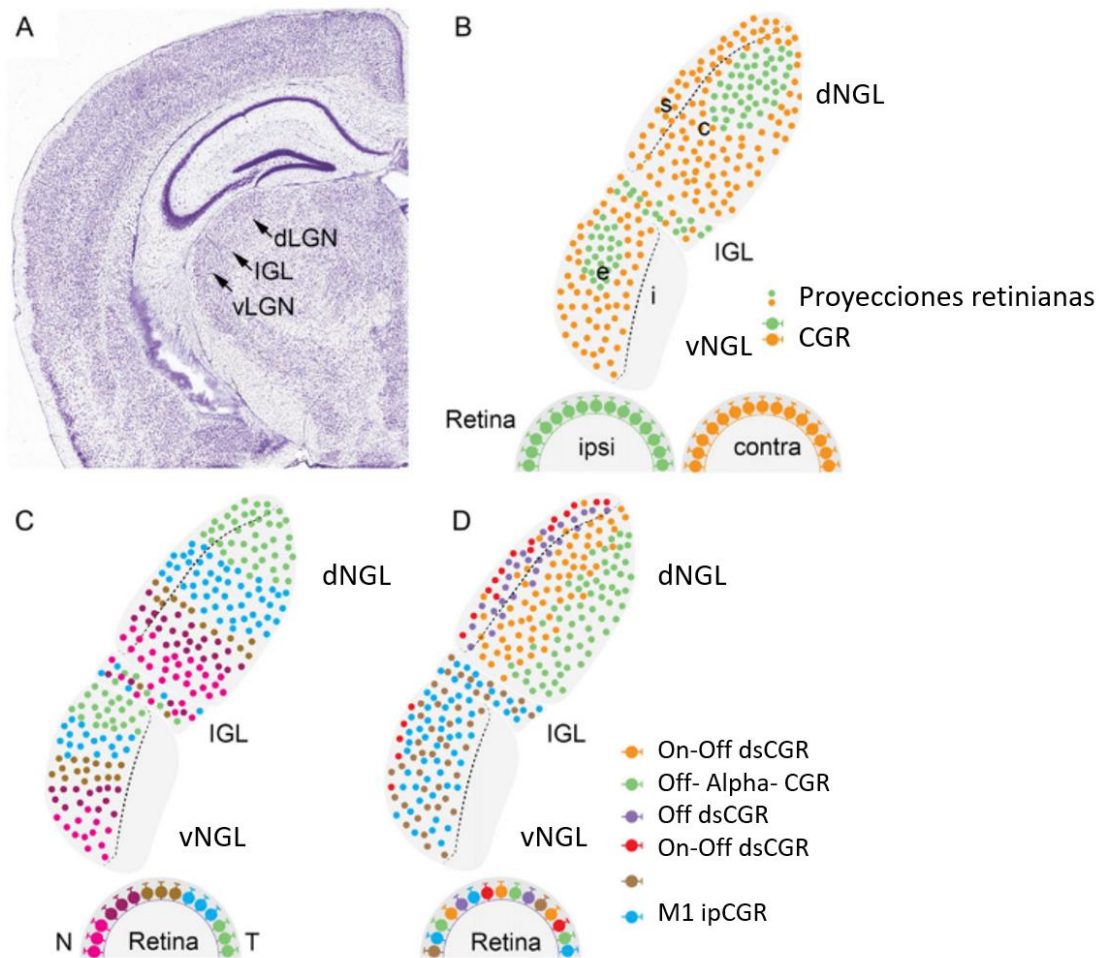 A
dLGN
IGL
vLGN
B
s
c
dNGL
e
i
IGL
vNGL
Proyecciones retinianas
CGR
Retina
ipsi
contra
C
dNGL
IGL
vNGL
N
Retina
T
D
dNGL
IGL
vNGL
On-Off dsCGR
Off- Alpha- CGR
Off dsCGR
On-Off dsCGR
M1 ipCGR
Retina